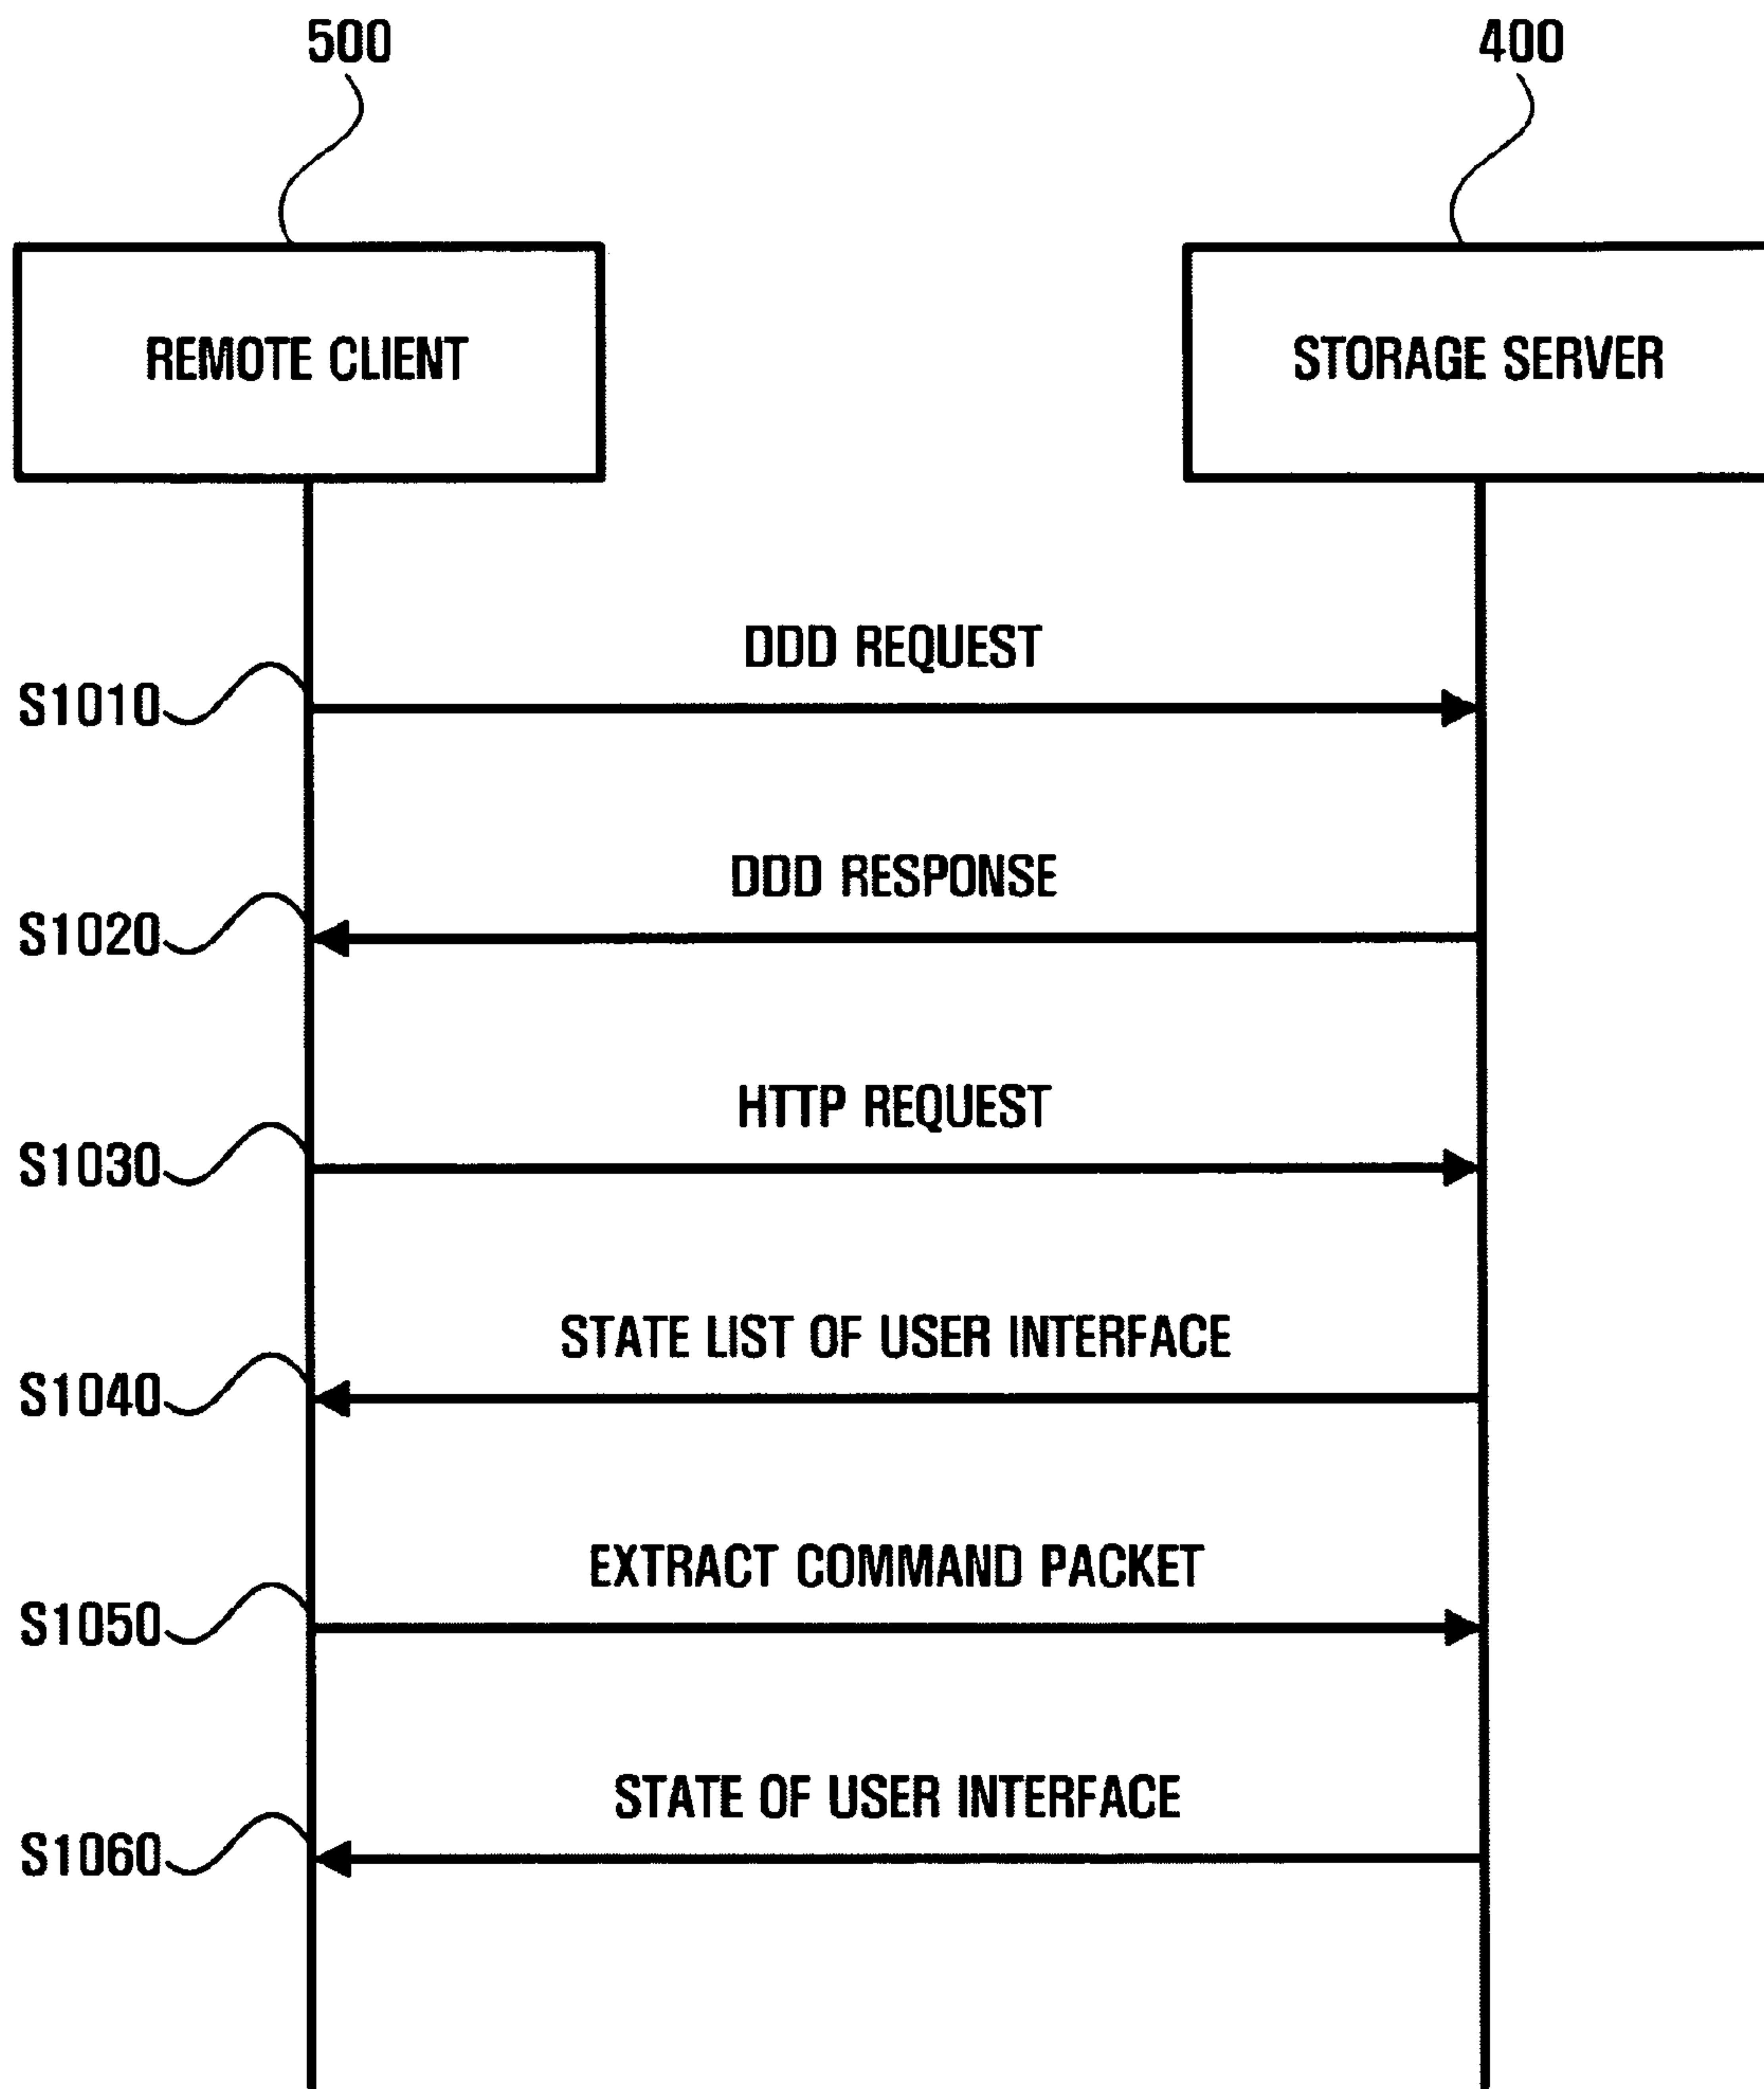 500
400
REMOTE CLIENT
STORAGE SERVER
DDD REQUEST
S1010
DDD RESPONSE
S1020
HTTP REQUEST
S1030
STATE LIST OF USER INTERFACE
S1040
EXTRACT COMMAND PACKET
S1050
STATE OF USER INTERFACE
S1060